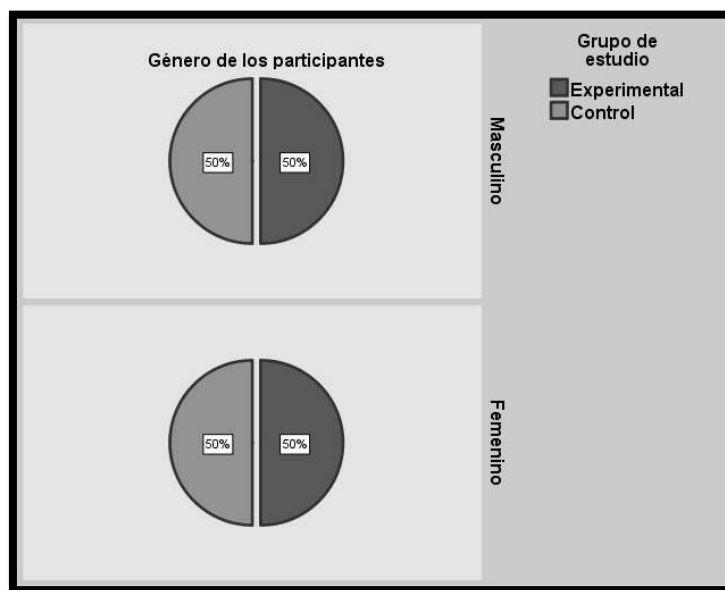 Género de los participantes
50%
50%
Masculino
50%
50%
Femenino
Grupo de
estudio
Experimental
Control